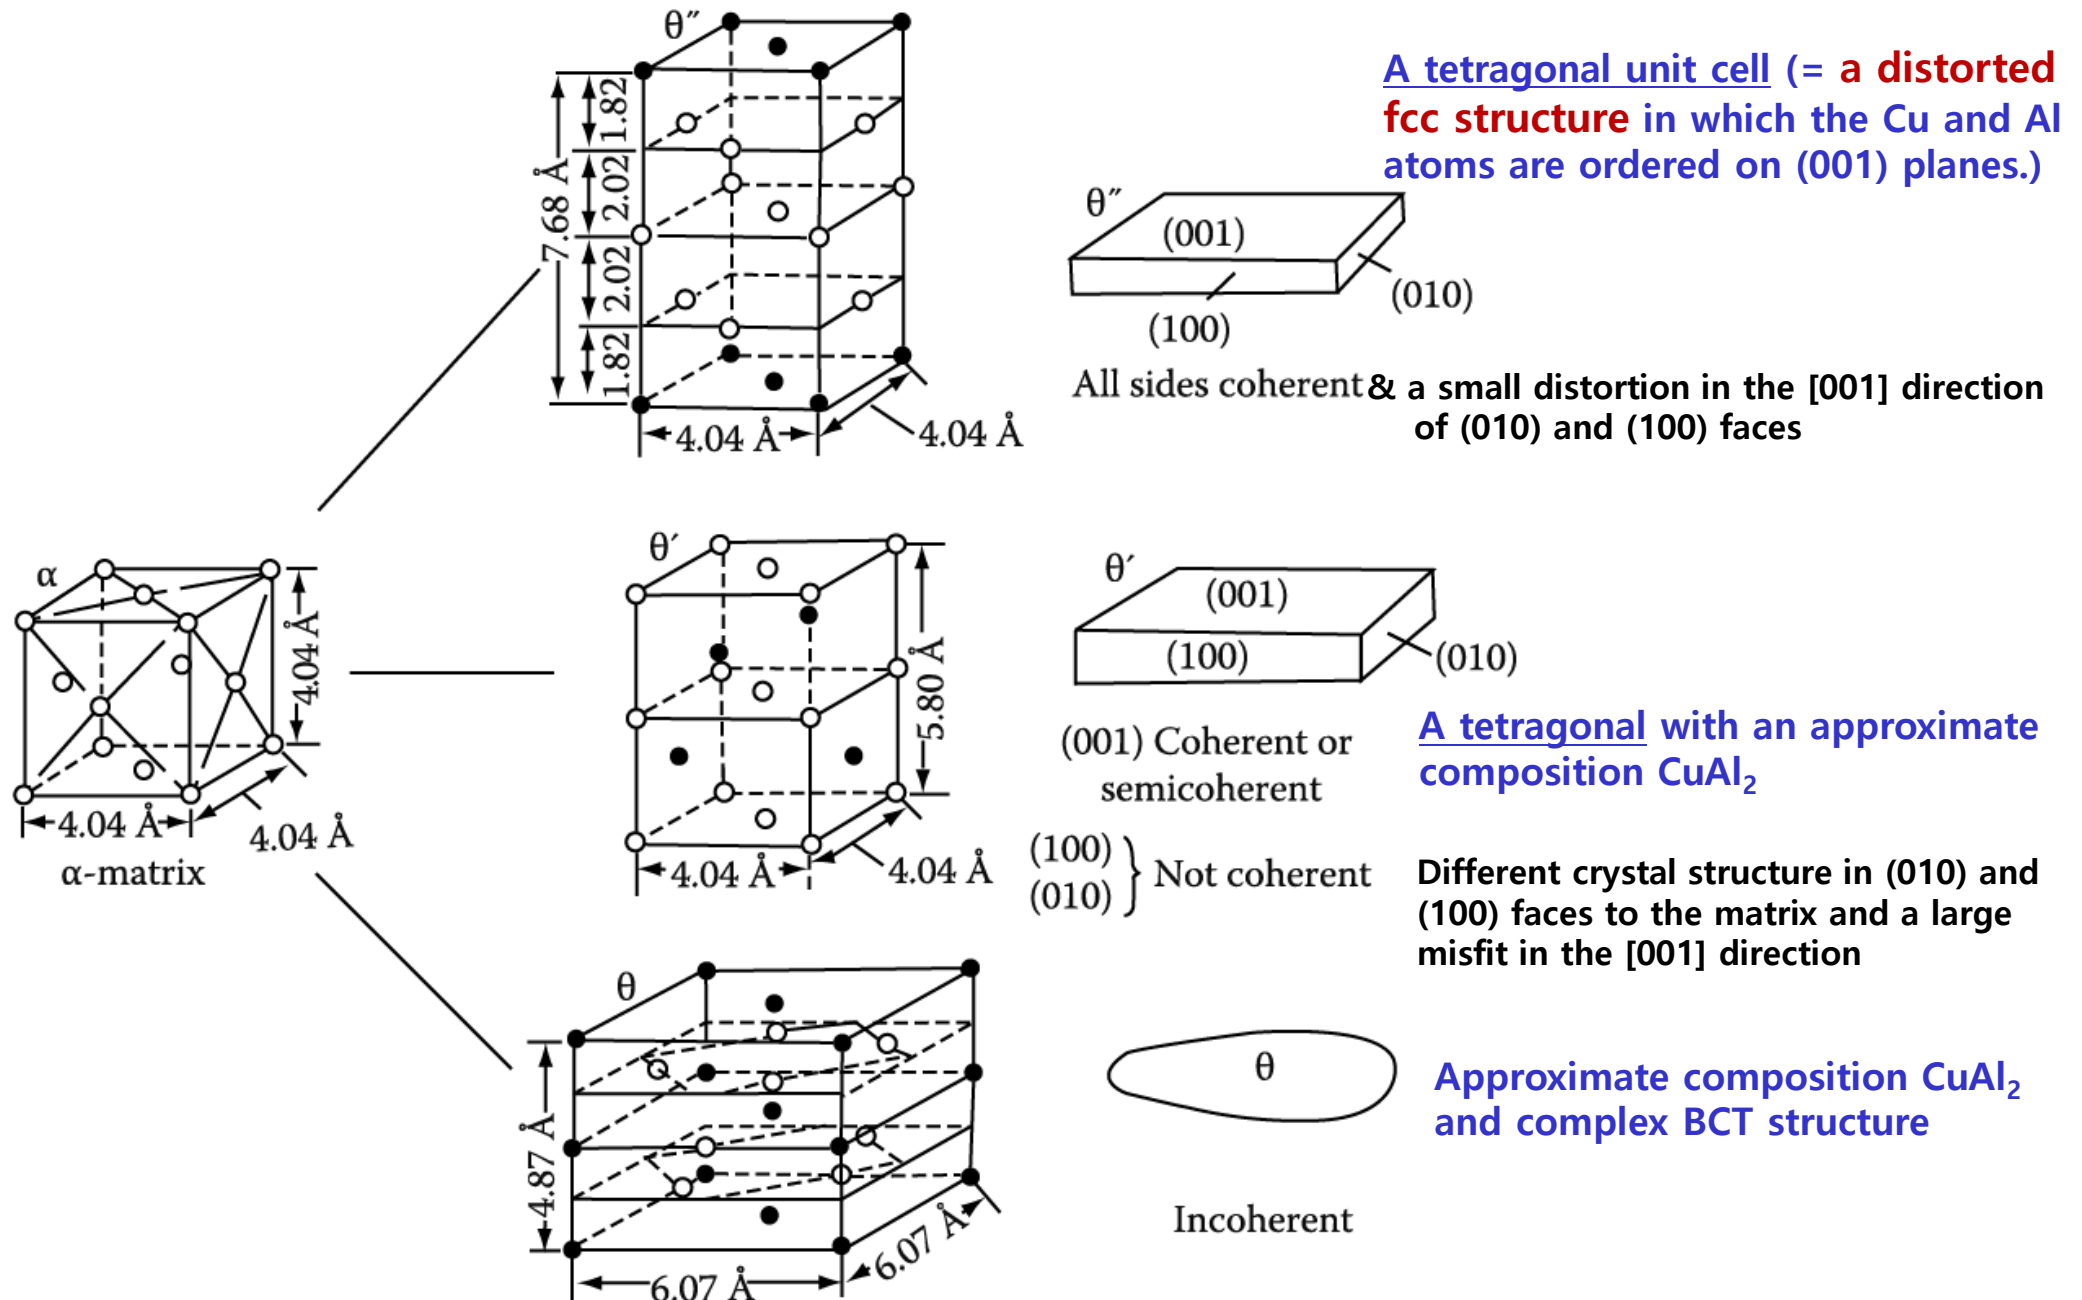 θ″
1.82
2.02
7.68 Å
2.02
1.82
4.04 Å
4.04 Å
A tetragonal unit cell (= a distorted
fcc structure in which the Cu and Al
atoms are ordered on (001) planes.)
θ″
(001)
(010)
(100)
All sides coherent & a small distortion in the [001] direction
of (010) and (100) faces
α
4.04 Å
4.04 Å
4.04 Å
α-matrix
θ′
5.80 Å
4.04 Å
4.04 Å
θ′
(001)
(100)
(010)
(001) Coherent or
semicoherent
(100)
(010)
Not coherent
A tetragonal with an approximate
composition CuAl₂
Different crystal structure in (010) and
(100) faces to the matrix and a large
misfit in the [001] direction
θ
4.87 Å
6.07 Å
6.07 Å
θ
Approximate composition CuAl₂
and complex BCT structure
Incoherent